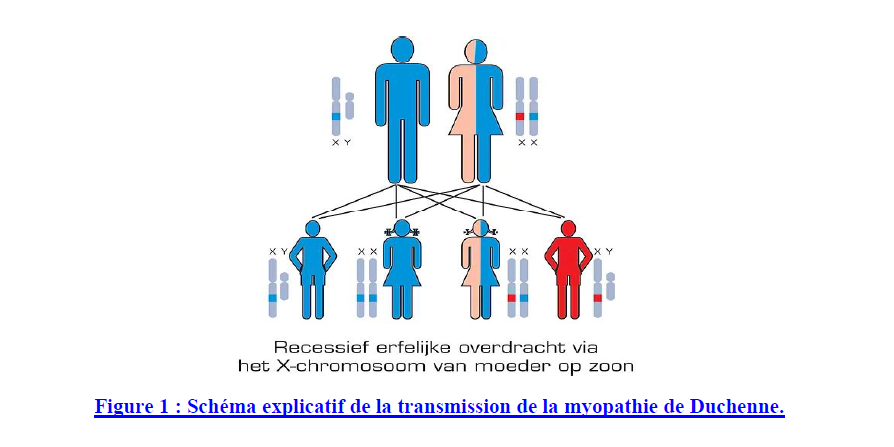 X Y
X X
X Y
X X
X X
X Y
Recessief erfelijke overdracht via
het X-chromosoom van moeder op zoon
Figure 1 : Schéma explicatif de la transmission de la myopathie de Duchenne.